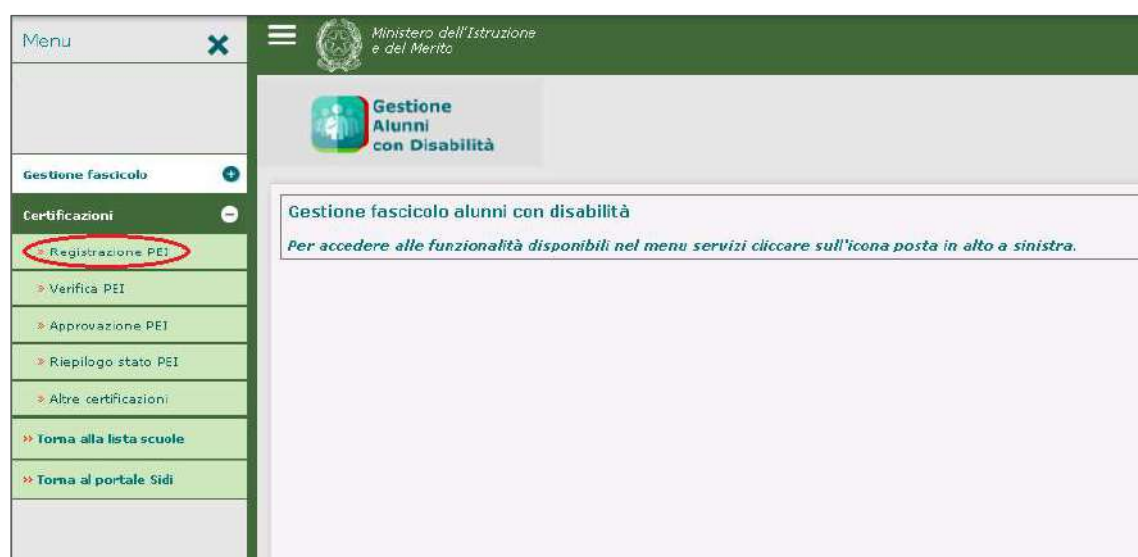 Menu
Ministero dell'Istruzione
e del Merito
Gestione
Alunni
con Disabilità
Gestione fascicolo
Certificazioni
» Registrazione PEI
» Verifica PEI
» Approvazione PEI
» Riepilogo stato PEI
» Altre certificazioni
» Torna alla lista scuole
» Torna al portale Sidi
Gestione fascicolo alunni con disabilità
Per accedere alle funzionalità disponibili nel menu servizi cliccare sull'icona posta in alto a sinistra.